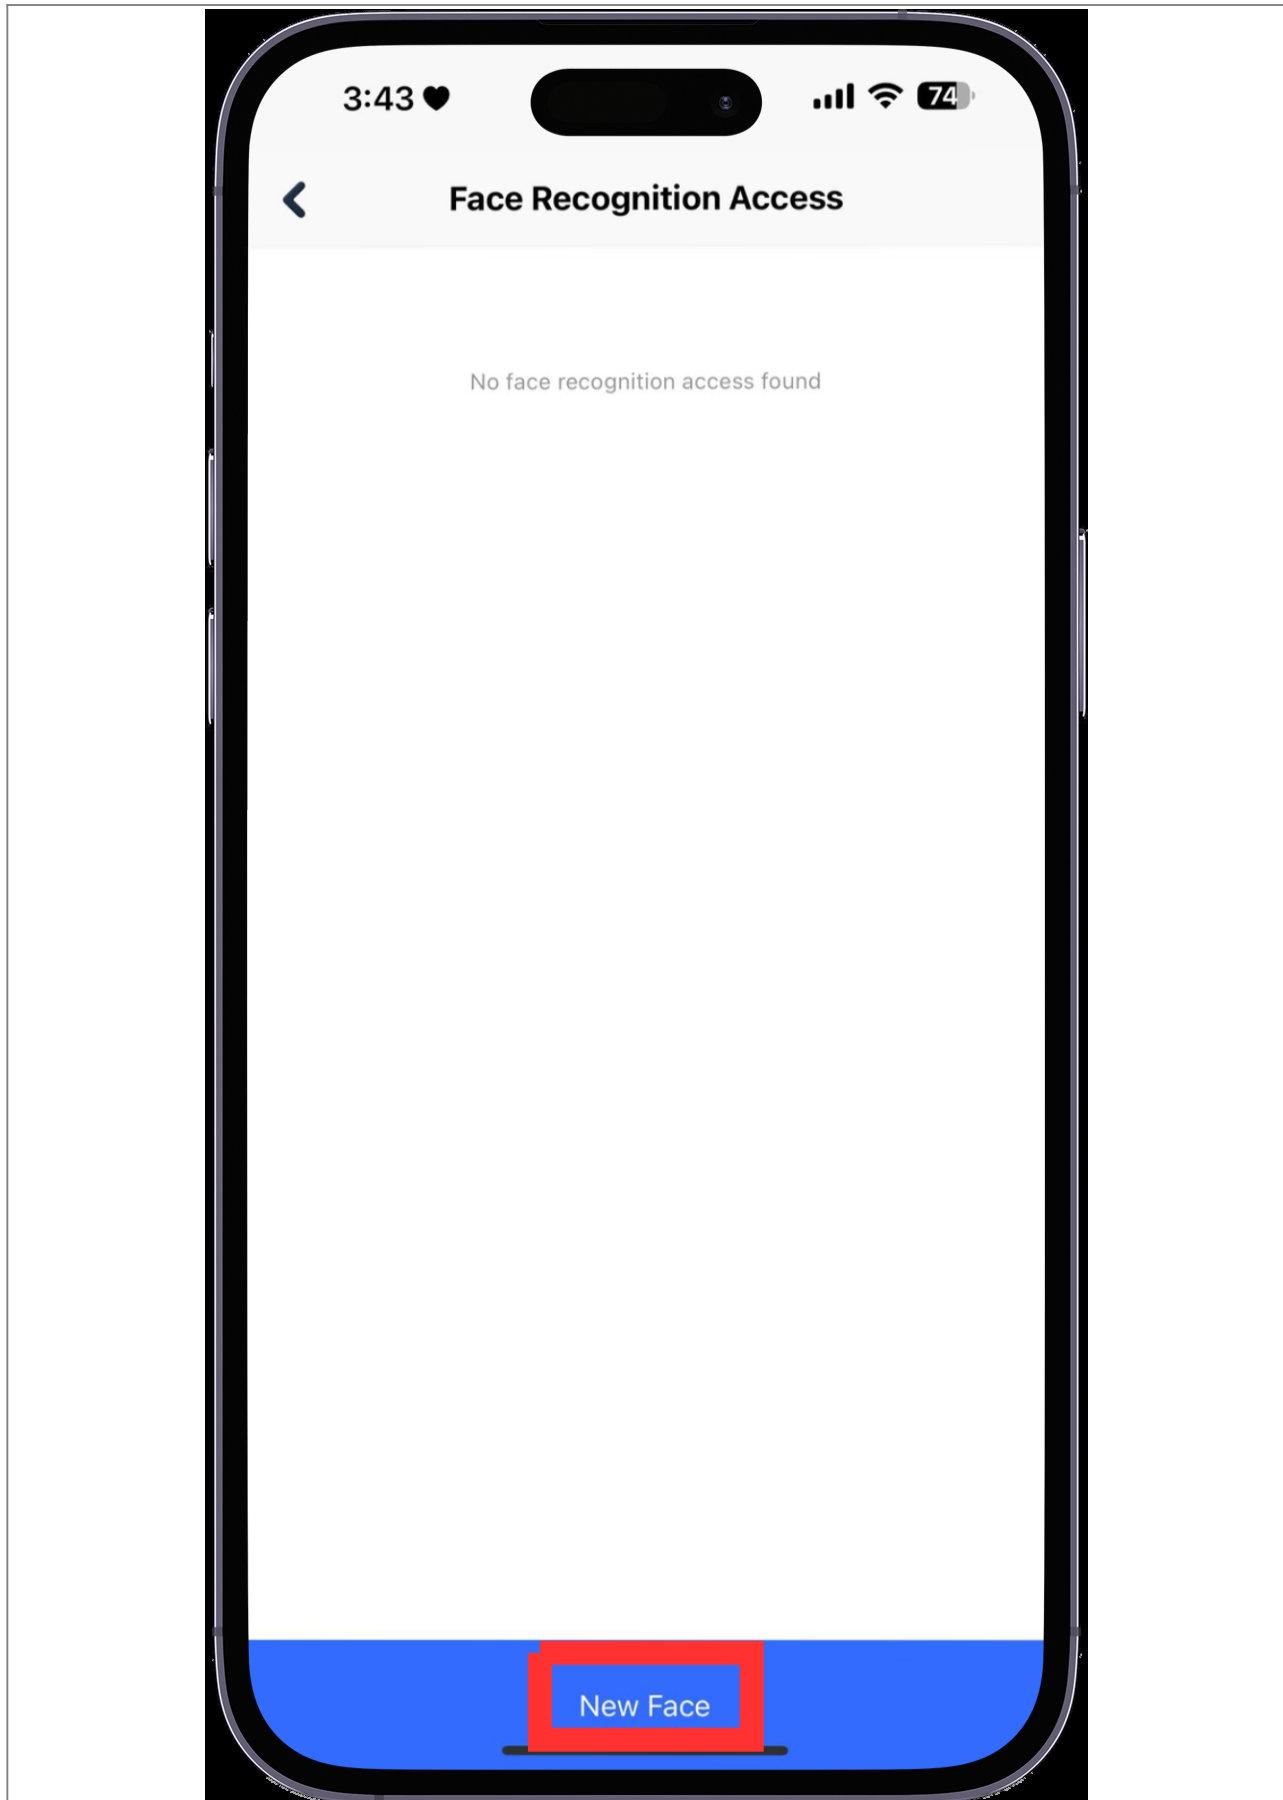 3:43
74
Face Recognition Access
No face recognition access found
New Face